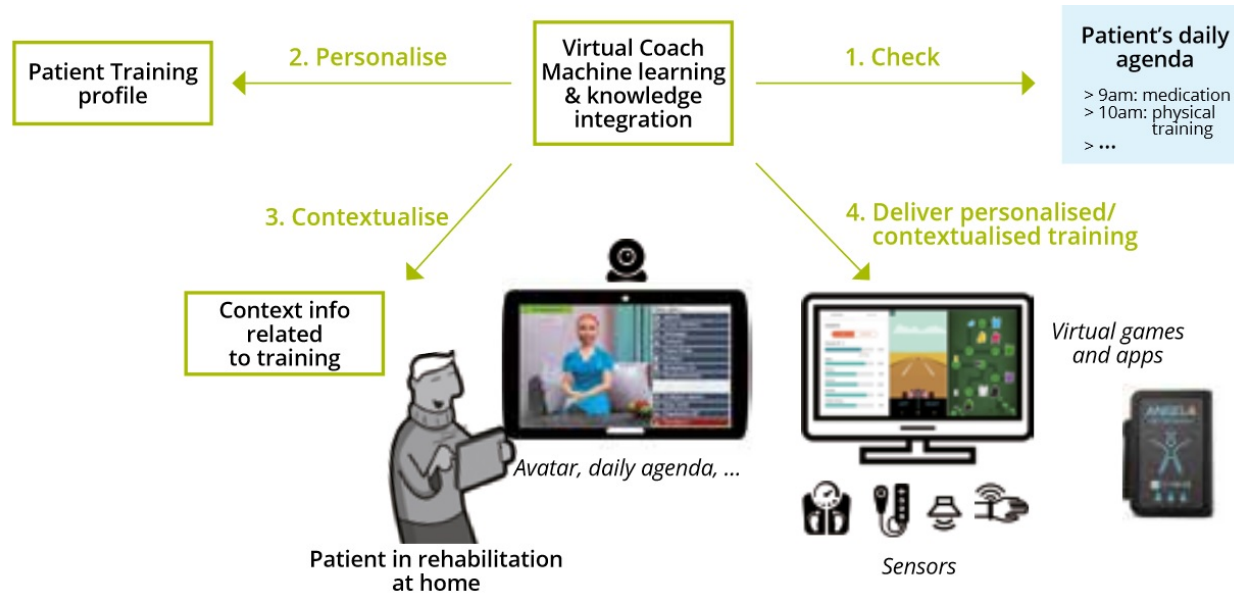 Patient Training
profile
2. Personalise
Virtual Coach
Machine learning
& knowledge
integration
1. Check
Patient's daily
agenda
> 9am: medication
> 10am: physical
training
> ...
3. Contextualise
4. Deliver personalised/
contextualised training
Context info
related
to training
Avatar, daily agenda, ...
Virtual games
and apps
ANGELA
Patient in rehabilitation
at home
Sensors